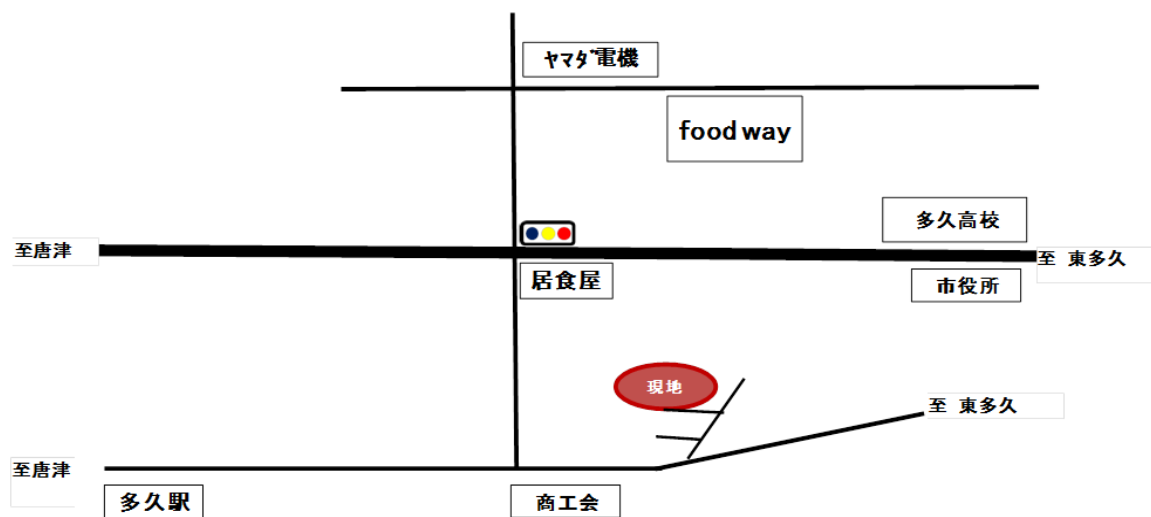 ﾔﾏﾀﾞ電機
food way
多久高校
至唐津
至 東多久
居食屋
市役所
現地
至 東多久
至唐津
多久駅
商工会